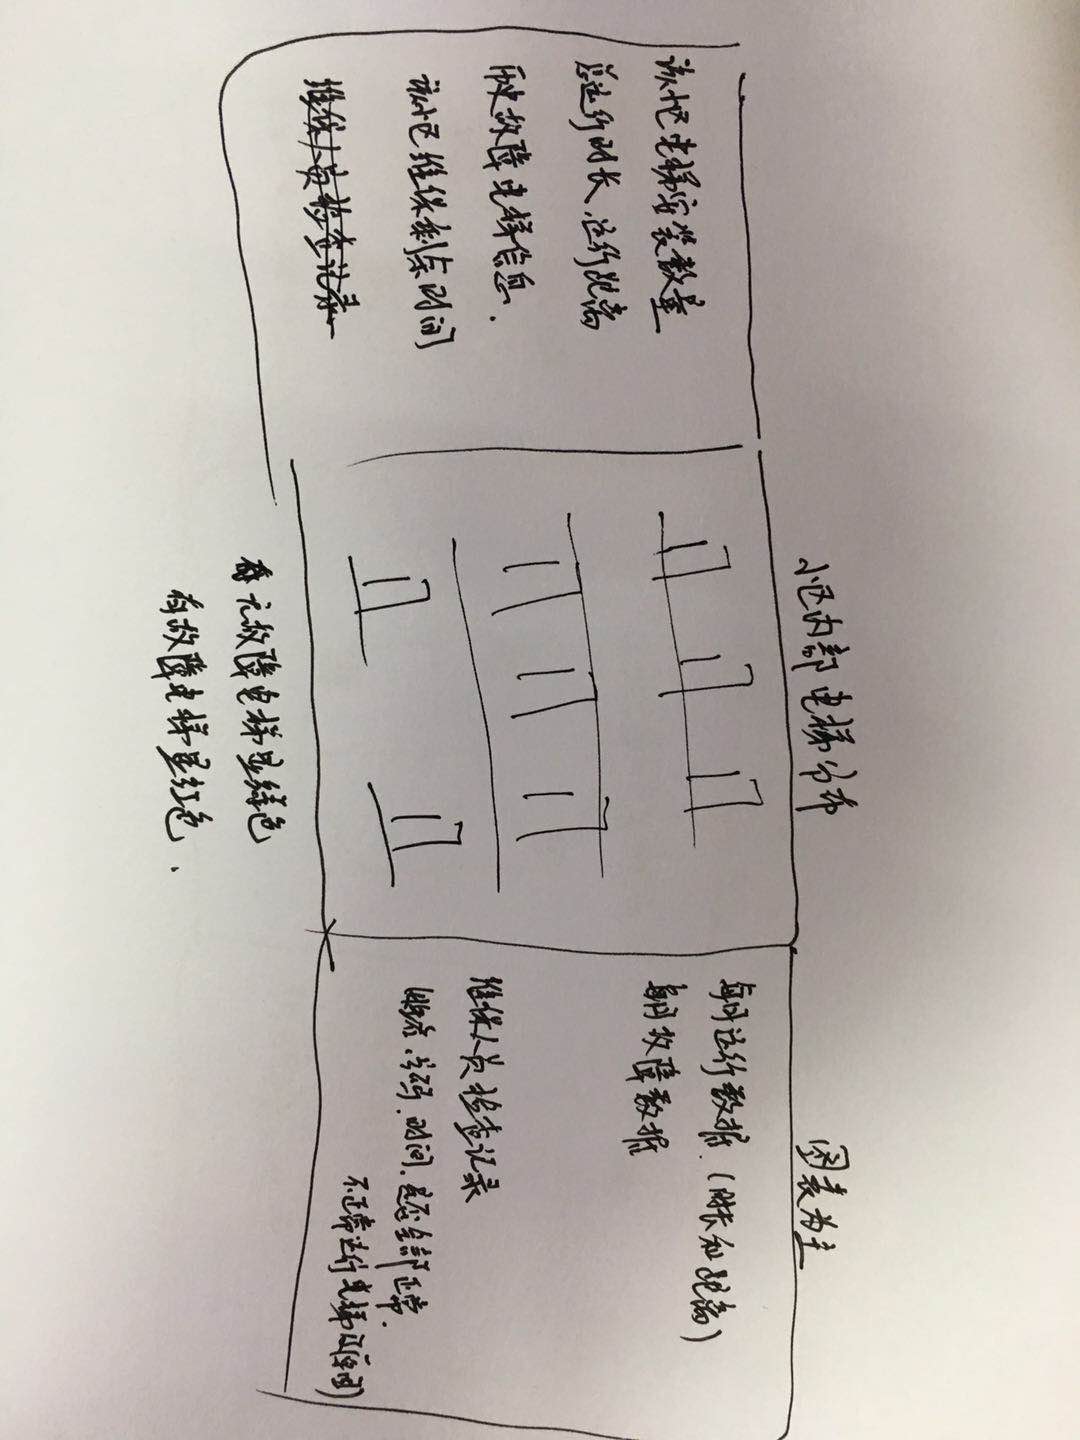 小区内部电梯分布
图表为主
该小区电梯安装数量
总运行时长、运行距离
历史故障电梯信息.
该小区维保剩余时间
维保人员检查记录
每月运行数据.(时长和距离)
每月故障数据
维保人员检查记录
(姓名、号码、时间、是否全部正常.
不正常运行电梯及原因)
无故障电梯显绿色
有故障电梯显红色.